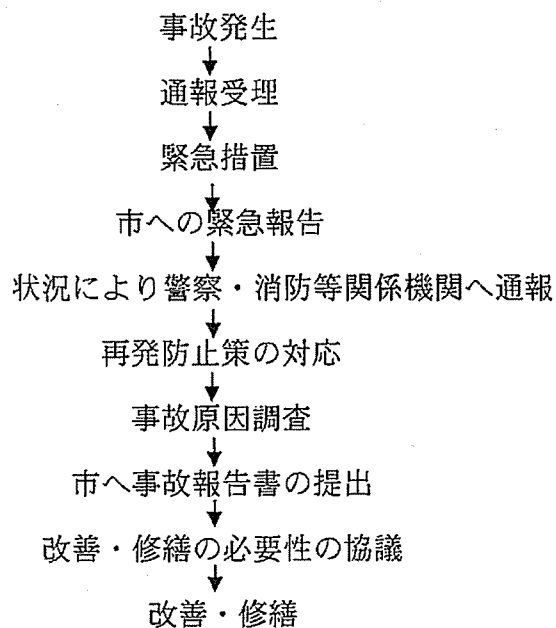 事故発生
通報受理
緊急措置
市への緊急報告
状況により警察・消防等関係機関へ通報
再発防止策の対応
事故原因調査
市へ事故報告書の提出
改善・修繕の必要性の協議
改善・修繕